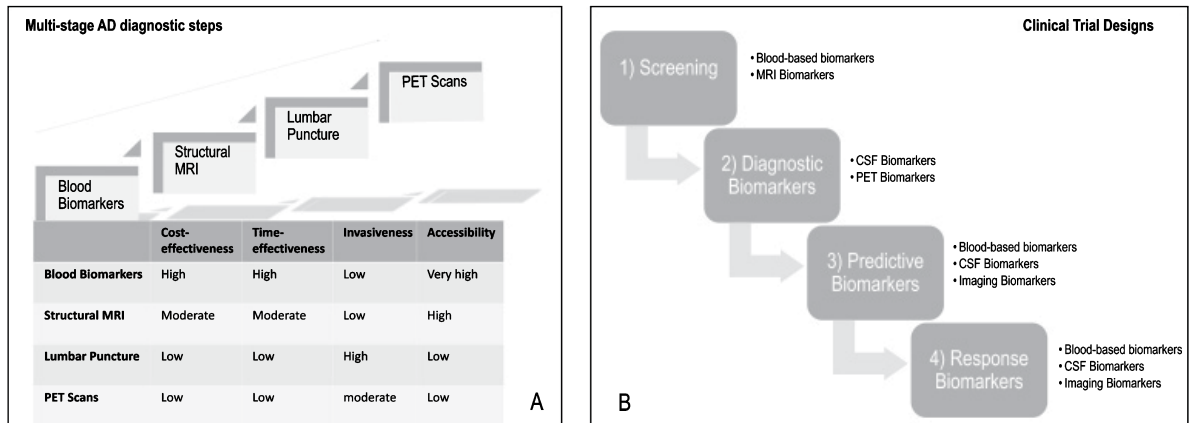 Multi-stage AD diagnostic steps
PET Scans
Lumbar
Puncture
Structural
MRI
Blood
Biomarkers
Cost-
effectiveness
Time-
effectiveness
Invasiveness
Accessibility
Blood Biomarkers High High Low Very high
Structural MRI Moderate Moderate Low High
Lumbar Puncture Low Low High Low
PET Scans Low Low moderate Low
A
Clinical Trial Designs
1) Screening
• Blood-based biomarkers
• MRI Biomarkers
2) Diagnostic
Biomarkers
• CSF Biomarkers
• PET Biomarkers
3) Predictive
Biomarkers
• Blood-based biomarkers
• CSF Biomarkers
• Imaging Biomarkers
4) Response
Biomarkers
• Blood-based biomarkers
• CSF Biomarkers
• Imaging Biomarkers
B